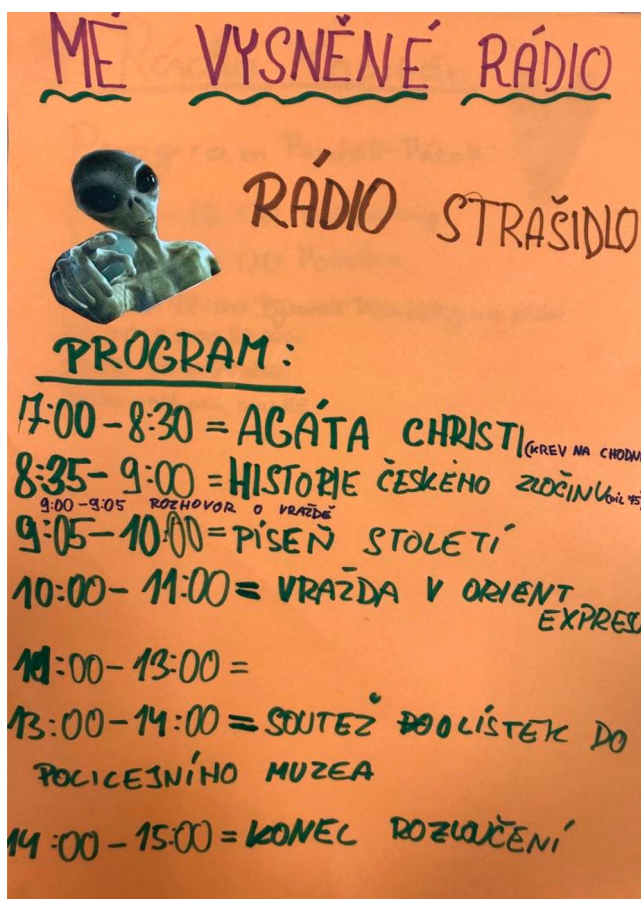 MÉ VYSNĚNÉ RÁDIO
RÁDIO STRAŠIDLO
PROGRAM:
7:00-8:30 = AGÁTA CHRISTI (KREV NA CHODN
8:35-9:00 = HISTORIE ČESKÉHO ZLOČINU (DÍL 45)
9:00-9:05 ROZHOVOR O VRAŽDĚ
9:05-10:00 = PÍSEŇ STOLETÍ
10:00-11:00 = VRAŽDA V ORIENT
EXPRESU
11:00-13:00 =
13:00-14:00 = SOUTĚŽ O LÍSTEK DO
POLICEJNÍHO MUZEA
14:00-15:00 = KONEC ROZLOUČENÍ